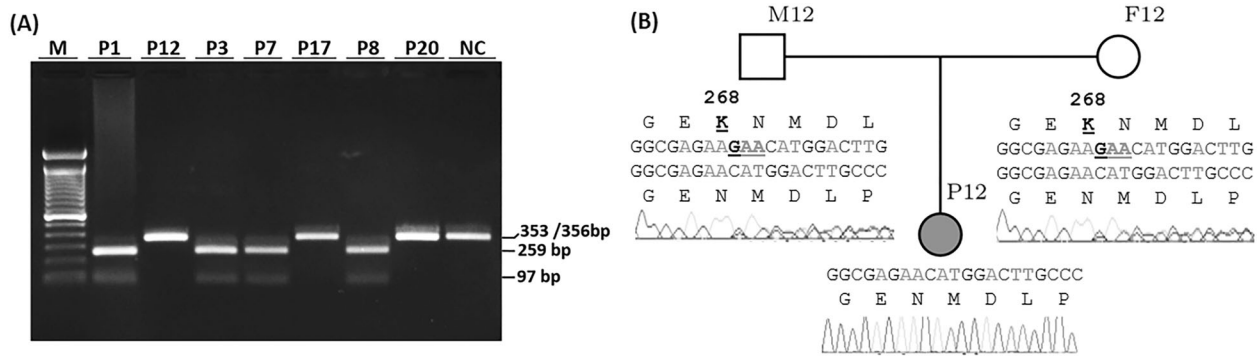 (A)
M P1 P12 P3 P7 P17 P8 P20 NC
353 /356bp
259 bp
97 bp
(B)
M12
F12
268
G E K N M D L
GGCGAGAAGAACATGGACTTG
GGCGAGAACATGGACTTGCCC
G E N M D L P
268
G E K N M D L
GGCGAGAAGAACATGGACTTG
GGCGAGAACATGGACTTGCCC
G E N M D L P
P12
GGCGAGAACATGGACTTGCCC
G E N M D L P